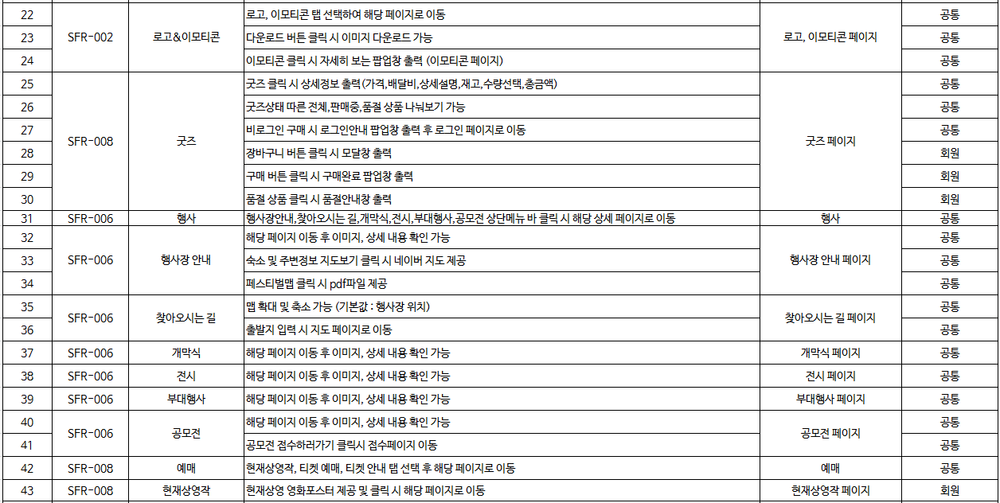 22 로고, 이모티콘 탭 선택하여 해당 페이지로 이동 공통
23 SFR-002 로고&이모티콘 다운로드 버튼 클릭 시 이미지 다운로드 가능 로고, 이모티콘 페이지 공통
24 이모티콘 클릭 시 자세히 보는 팝업창 출력 (이모티콘 페이지) 공통
25 굿즈 클릭 시 상세정보 출력(가격,배달비,상세설명,재고,수량선택,총금액) 공통
26 굿즈상태 따른 전체,판매중,품절 상품 나눠보기 가능 공통
27 비로그인 구매 시 로그인안내 팝업창 출력 후 로그인 페이지로 이동 공통
SFR-008 굿즈 굿즈 페이지
28 장바구니 버튼 클릭 시 모달창 출력 회원
29 구매 버튼 클릭 시 구매완료 팝업창 출력 회원
30 품절 상품 클릭 시 품절안내창 출력 회원
31 SFR-006 행사 행사장안내,찾아오시는 길,개막식,전시,부대행사,공모전 상단메뉴 바 클릭 시 해당 상세 페이지로 이동 행사 공통
32 해당 페이지 이동 후 이미지, 상세 내용 확인 가능 공통
33 SFR-006 행사장 안내 숙소 및 주변정보 지도보기 클릭 시 네이버 지도 제공 행사장 안내 페이지 공통
34 페스티벌맵 클릭 시 pdf파일 제공 공통
35 맵 확대 및 축소 가능 (기본값 : 행사장 위치) 공통
SFR-006 찾아오시는 길 찾아오시는 길 페이지
36 출발지 입력 시 지도 페이지로 이동 공통
37 SFR-006 개막식 해당 페이지 이동 후 이미지, 상세 내용 확인 가능 개막식 페이지 공통
38 SFR-006 전시 해당 페이지 이동 후 이미지, 상세 내용 확인 가능 전시 페이지 공통
39 SFR-006 부대행사 해당 페이지 이동 후 이미지, 상세 내용 확인 가능 부대행사 페이지 공통
40 해당 페이지 이동 후 이미지, 상세 내용 확인 가능 공통
SFR-006 공모전 공모전 페이지
41 공모전 접수하러가기 클릭시 접수페이지 이동 공통
42 SFR-008 예매 현재상영작, 티켓 예매, 티켓 안내 탭 선택 후 해당 페이지로 이동 예매 공통
43 SFR-008 현재상영작 현재상영 영화포스터 제공 및 클릭 시 해당 페이지로 이동 현재상영작 페이지 회원